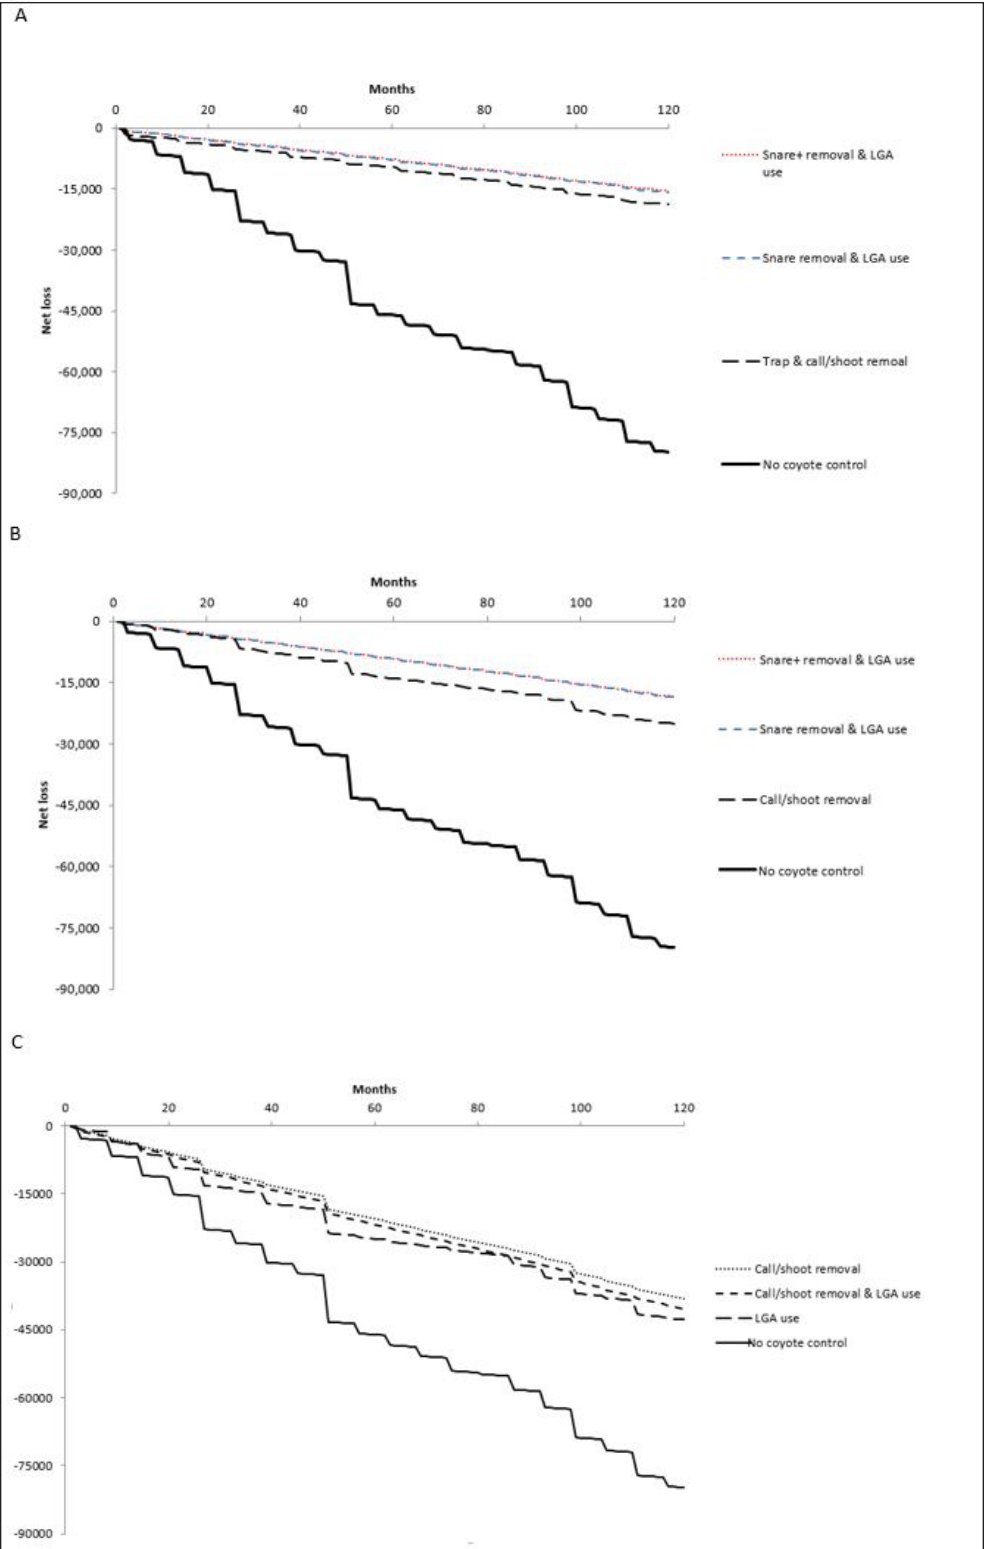 A
Months
0 20 40 60 80 100 120
0
-15,000
-30,000
-45,000
-60,000
-75,000
-90,000
Net loss
Snare+ removal & LGA
use
Snare removal & LGA use
Trap & call/shoot remoal
No coyote control
B
Months
0 20 40 60 80 100 120
0
-15,000
-30,000
-45,000
-60,000
-75,000
-90,000
Net loss
Snare+ removal & LGA use
Snare removal & LGA use
Call/shoot removal
No coyote control
C
Months
0 20 40 60 80 100 120
0
-15000
-30000
-45000
-60000
-75000
-90000
Call/shoot removal
Call/shoot removal & LGA use
LGA use
No coyote control